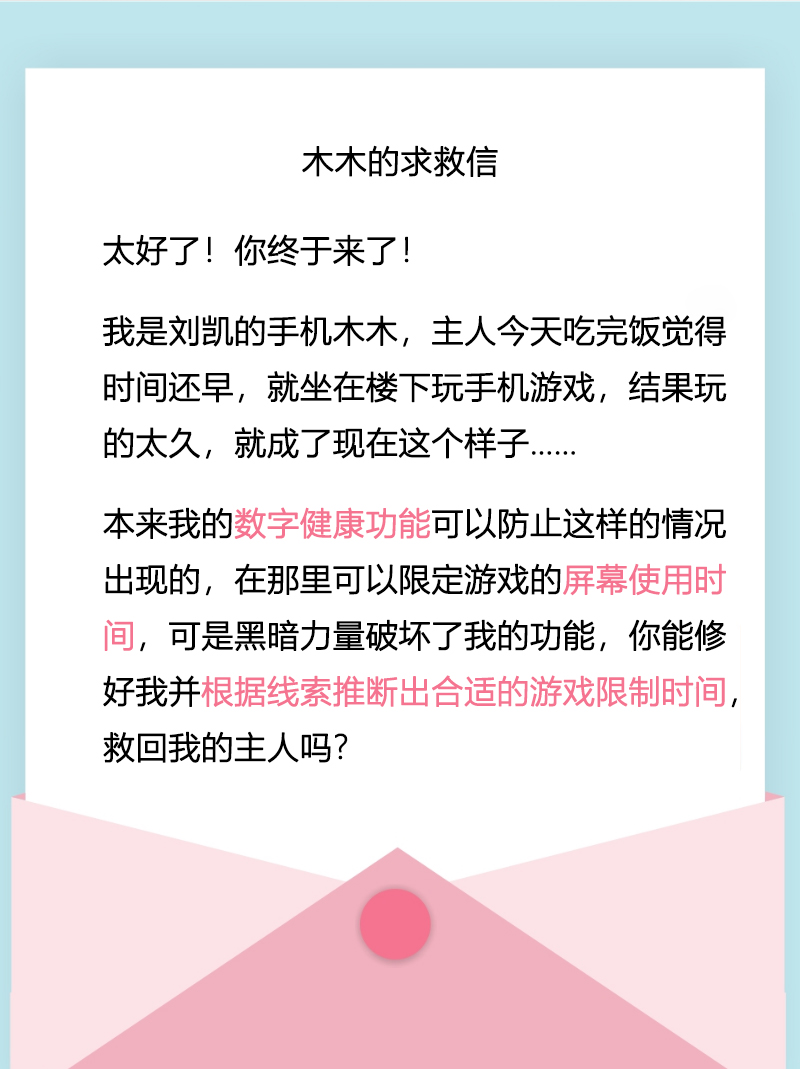 木木的求救信
太好了！你终于来了！
我是刘凯的手机木木，主人今天吃完饭觉得
时间还早，就坐在楼下玩手机游戏，结果玩
的太久，就成了现在这个样子......
本来我的数字健康功能可以防止这样的情况
出现的，在那里可以限定游戏的屏幕使用时
间，可是黑暗力量破坏了我的功能，你能修
好我并根据线索推断出合适的游戏限制时间，
救回我的主人吗？